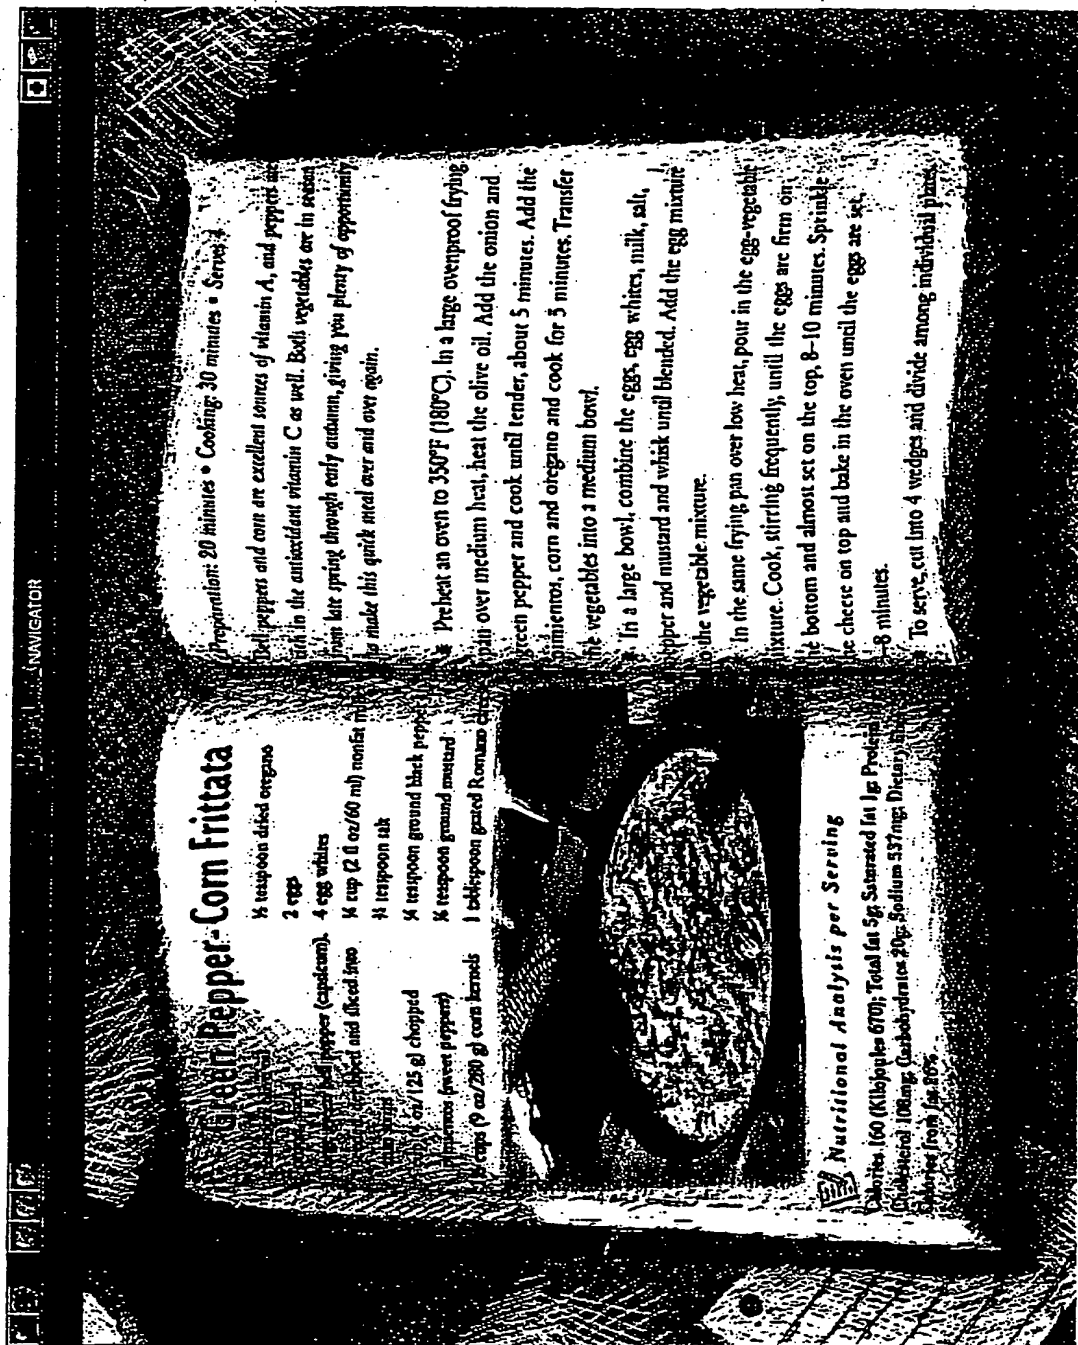 NAVIGATOR
Green Pepper-Corn Frittata
pepper (capsicum),
and sliced into
oz/125 g) chopped
(sweet pepper)
cups (9 oz/280 g) corn kernels
½ teaspoon dried oregano
2 eggs
4 egg whites
¼ cup (2 fl oz/60 ml) nonfat
teaspoon salt
¼ teaspoon ground black pepper
¼ teaspoon ground mustard
1 tablespoon grated Romano
Nutritional Analysis per Serving
Calories 160 (Kilojoules 670); Total fat 5g; Saturated fat 1g; Protein
Cholesterol 108mg; Carbohydrates 20g; Sodium 537mg; Dietary
Calories from fat 26%
Preparation: 20 minutes • Cooking: 30 minutes • Serves 4
Bell peppers and corn are excellent sources of vitamin A, and peppers are
rich in the antioxidant vitamin C as well. Both vegetables are in season
from late spring through early autumn, giving you plenty of opportunity
to make this quick meal over and over again.
Preheat an oven to 350°F (180°C). In a large ovenproof frying
pan over medium heat, heat the olive oil. Add the onion and
green pepper and cook until tender, about 5 minutes. Add the
pimientos, corn and oregano and cook for 5 minutes. Transfer
the vegetables into a medium bowl.
In a large bowl, combine the eggs, egg whites, milk, salt,
pepper and mustard and whisk until blended. Add the egg mixture
to the vegetable mixture.
In the same frying pan over low heat, pour in the egg-vegetable
mixture. Cook, stirring frequently, until the eggs are firm on
the bottom and almost set on the top, 8–10 minutes. Sprinkle
the cheese on top and bake in the oven until the eggs are set,
–8 minutes.
To serve, cut into 4 wedges and divide among individual plates.